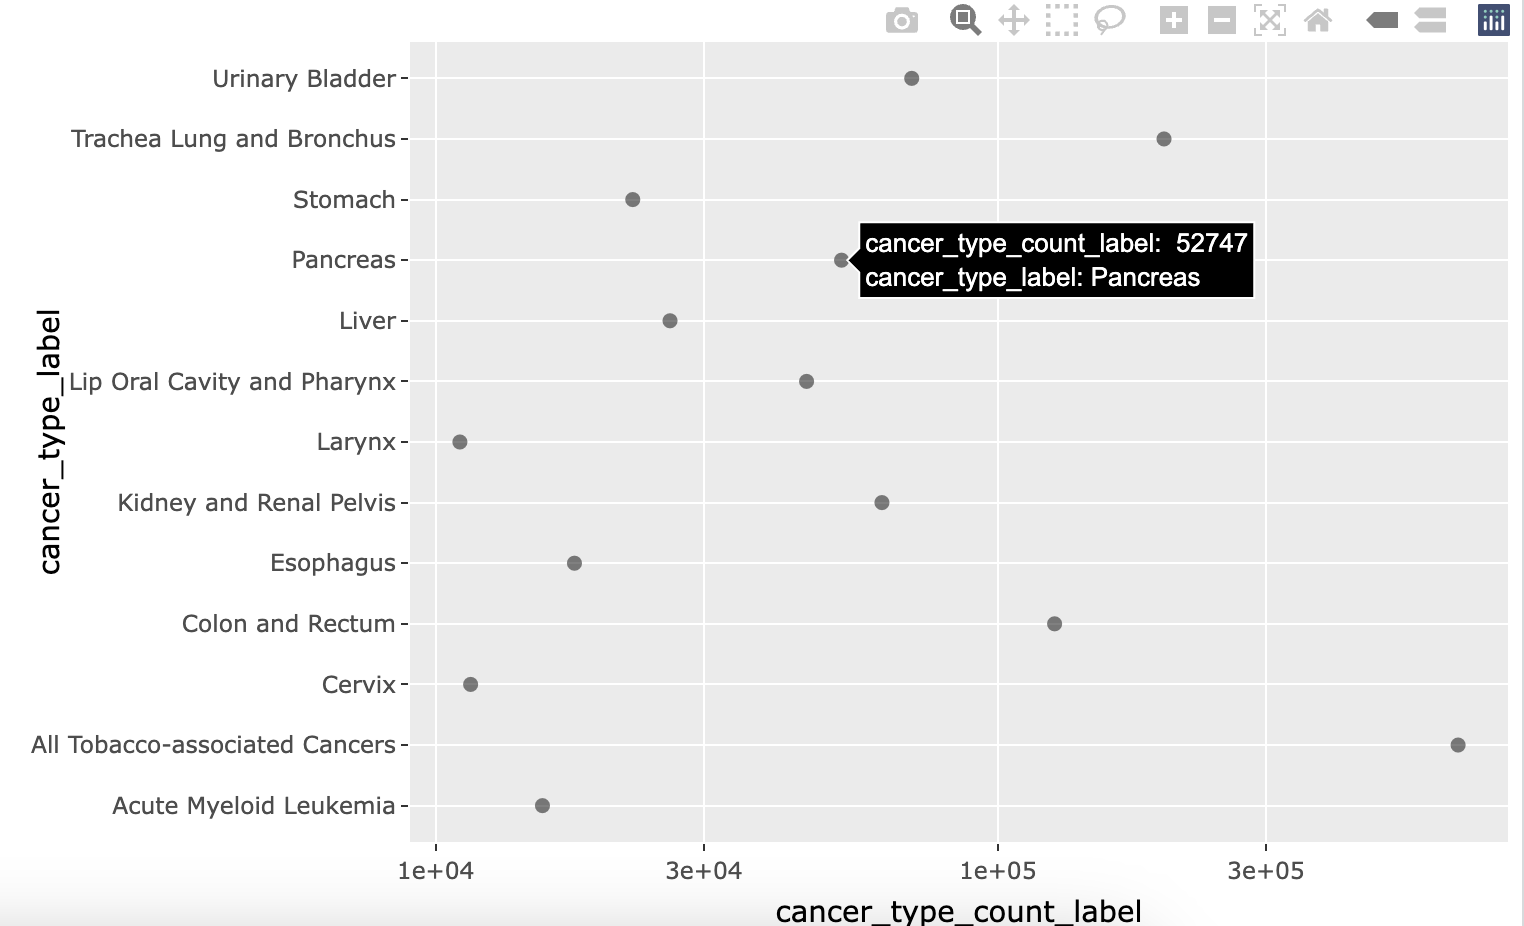 Urinary Bladder
Trachea Lung and Bronchus
Stomach
cancer_type_count_label:  52747
Pancreas
cancer_type_label: Pancreas
Liver
cancer_type_label
Lip Oral Cavity and Pharynx
Larynx
Kidney and Renal Pelvis
Esophagus
Colon and Rectum
Cervix
All Tobacco-associated Cancers
Acute Myeloid Leukemia
1e+04 3e+04 1e+05 3e+05
cancer_type_count_label